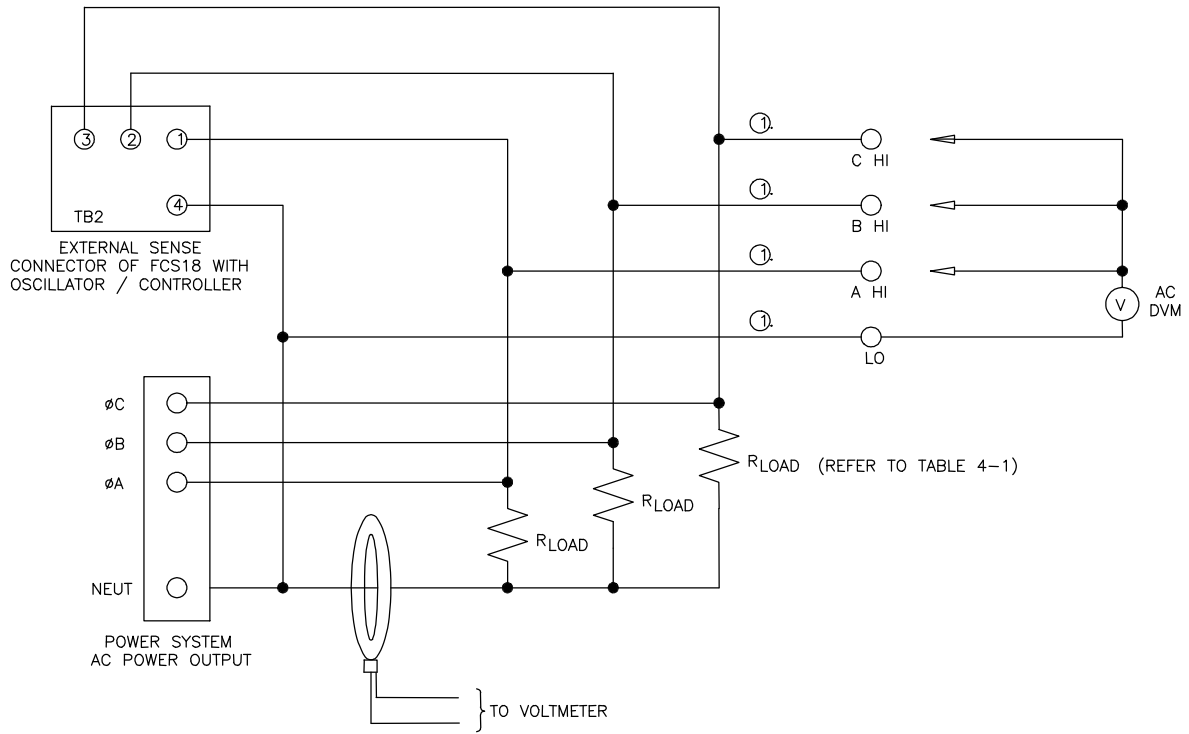 3 2 1
4
TB2
EXTERNAL SENSE
CONNECTOR OF FCS18 WITH
OSCILLATOR / CONTROLLER
1.
C HI
1.
B HI
1.
A HI
1.
LO
V
AC
DVM
øC
øB
øA
NEUT
POWER SYSTEM
AC POWER OUTPUT
RLOAD (REFER TO TABLE 4-1)
RLOAD
RLOAD
TO VOLTMETER